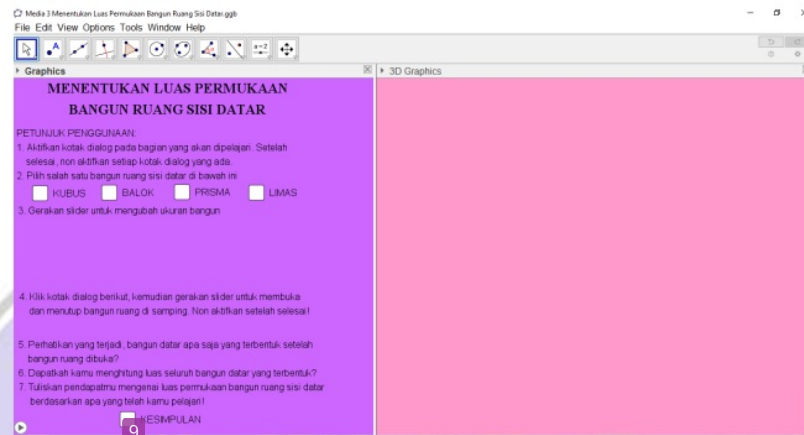 Media 3 Menentukan Luas Permukaan Bangun Ruang Sisi Datar.ggb
File Edit View Options Tools Window Help
A
a=2
Graphics
3D Graphics
MENENTUKAN LUAS PERMUKAAN
BANGUN RUANG SISI DATAR
PETUNJUK PENGGUNAAN:
1. Aktifkan kotak dialog pada bagian yang akan dipelajari. Setelah
selesai, non aktifkan setiap kotak dialog yang ada.
2. Pilih salah satu bangun ruang sisi datar di bawah ini
KUBUS BALOK PRISMA LIMAS
3. Gerakan slider untuk mengubah ukuran bangun
4. Klik kotak dialog berikut, kemudian gerakan slider untuk membuka
dan menutup bangun ruang di samping. Non aktifkan setelah selesai!
5. Perhatikan yang terjadi, bangun datar apa saja yang terbentuk setelah
bangun ruang dibuka?
6. Dapatkah kamu menghitung luas seluruh bangun datar yang terbentuk?
7. Tuliskan pendapatmu mengenai luas permukaan bangun ruang sisi datar
berdasarkan apa yang telah kamu pelajari!
KESIMPULAN
9